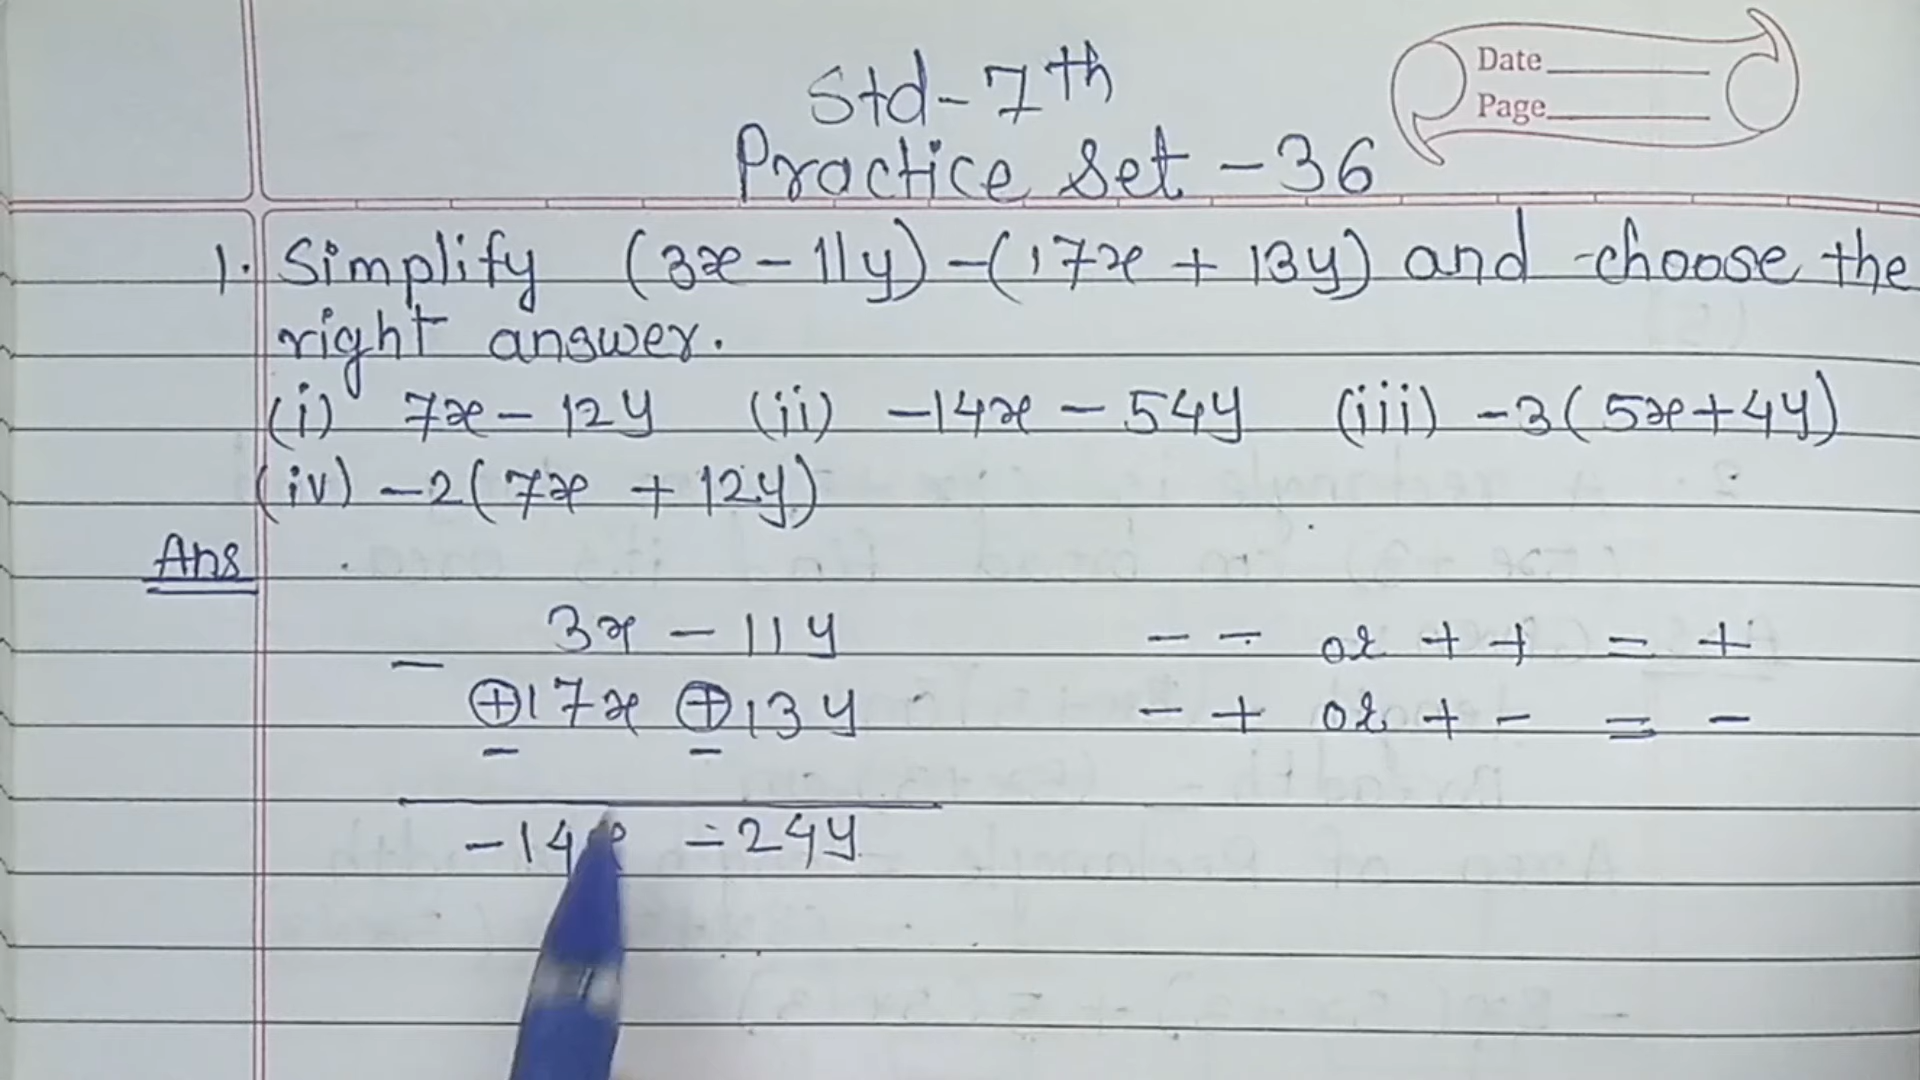 Std-7th
Date
Page
Practice Set - 36
1. Simplify (3x - 11y) - (17x + 13y) and choose the
right answer.
(i) 7x - 12y (ii) -14x - 54y (iii) -3(5x+4y)
(iv) -2(7x + 12y)
Ans
3x - 11y
- - or + + = +
-
⊕17x ⊕13y
- + or + - = -
- -
-14x -24y